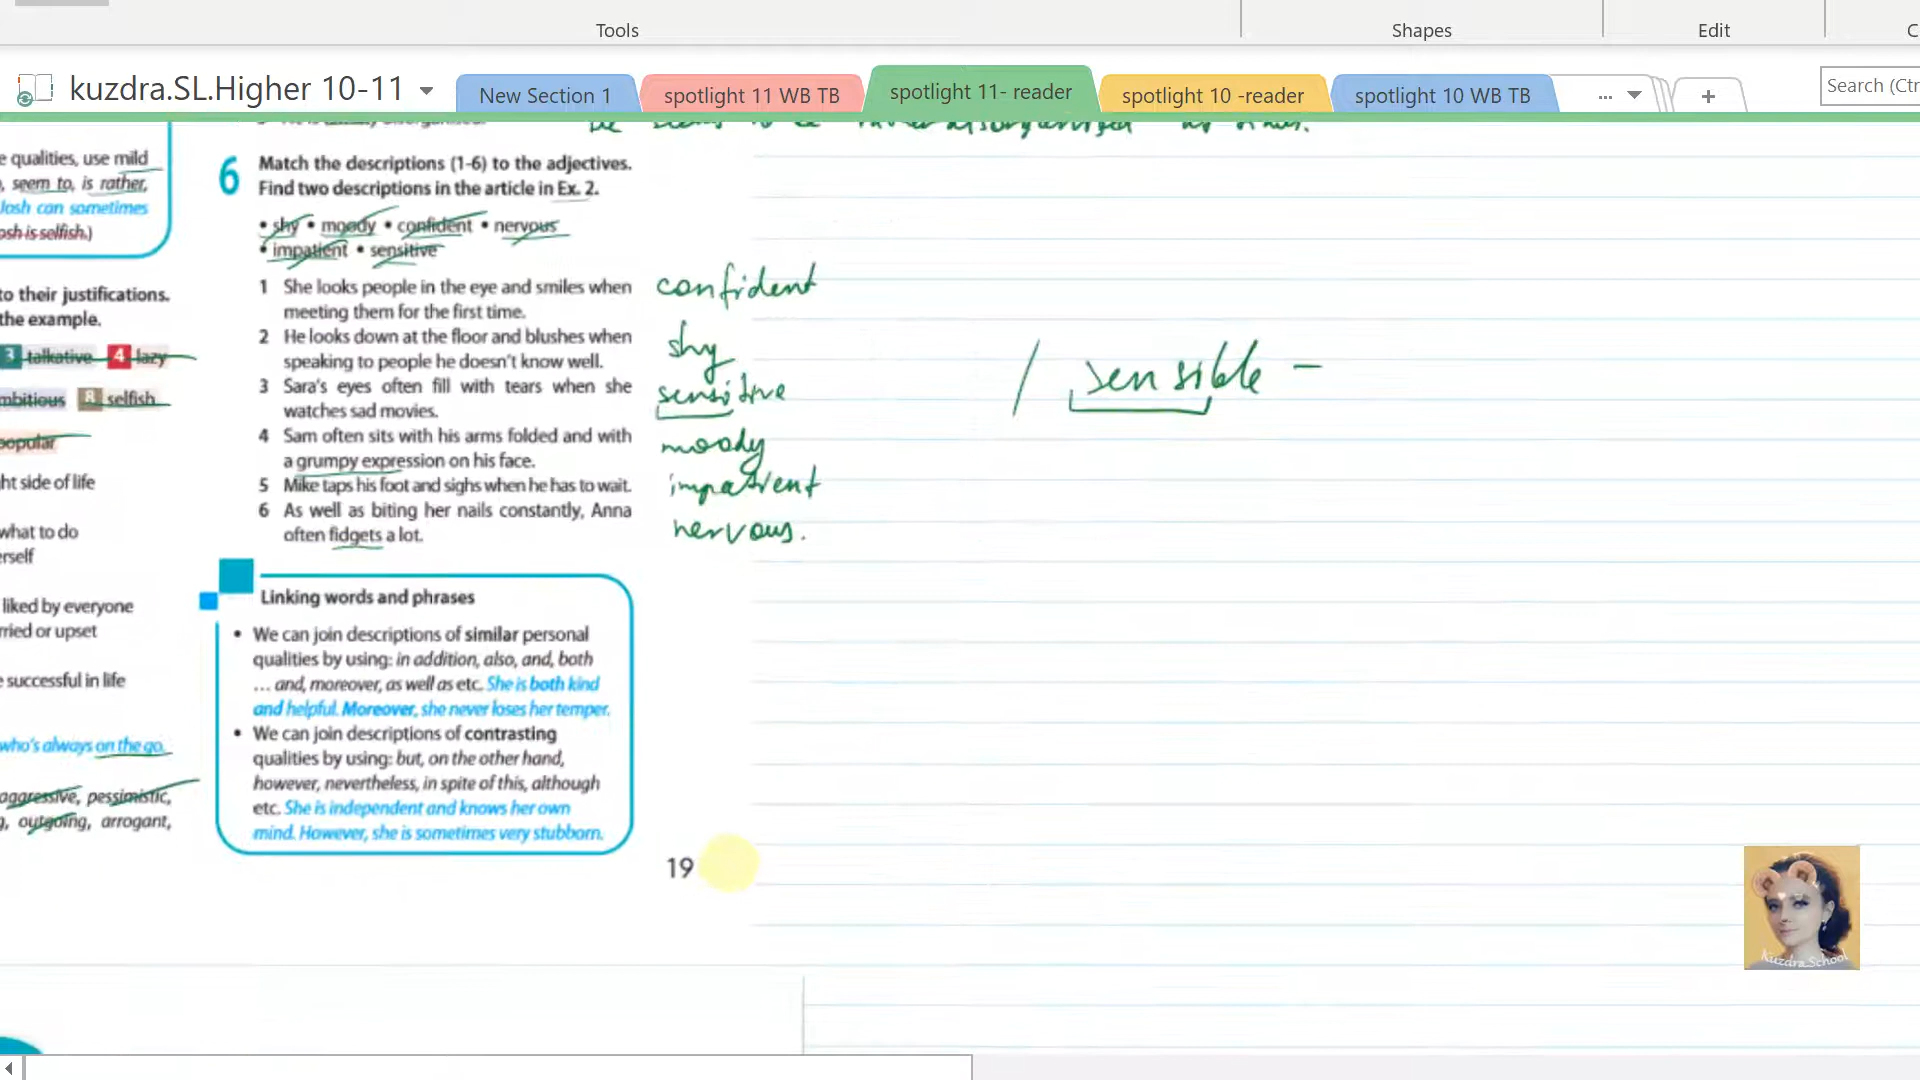 Tools
Shapes
Edit
kuzdra.SL.Higher 10-11
New Section 1
spotlight 11 WB TB
spotlight 11- reader
spotlight 10 -reader
spotlight 10 WB TB
...
+
Search (Ctr
e qualities, use mild
, seem to, is rather,
Josh can sometimes
osh is selfish.)
to their justifications.
the example.
3 talkative 4 lazy
mbitious 8 selfish
popular
ht side of life
what to do
erself
liked by everyone
rried or upset
e successful in life
who's always on the go.
aggressive, pessimistic,
g, outgoing, arrogant,
6 Match the descriptions (1-6) to the adjectives.
Find two descriptions in the article in Ex. 2.
• shy • moody • confident • nervous
• impatient • sensitive
1 She looks people in the eye and smiles when
meeting them for the first time.
2 He looks down at the floor and blushes when
speaking to people he doesn't know well.
3 Sara's eyes often fill with tears when she
watches sad movies.
4 Sam often sits with his arms folded and with
a grumpy expression on his face.
5 Mike taps his foot and sighs when he has to wait.
6 As well as biting her nails constantly, Anna
often fidgets a lot.
confident
shy
sensitive
moody
impatient
nervous.
/ sensible -
Linking words and phrases
• We can join descriptions of similar personal
qualities by using: in addition, also, and, both
... and, moreover, as well as etc. She is both kind
and helpful. Moreover, she never loses her temper.
• We can join descriptions of contrasting
qualities by using: but, on the other hand,
however, nevertheless, in spite of this, although
etc. She is independent and knows her own
mind. However, she is sometimes very stubborn.
19
Kuzdra.School